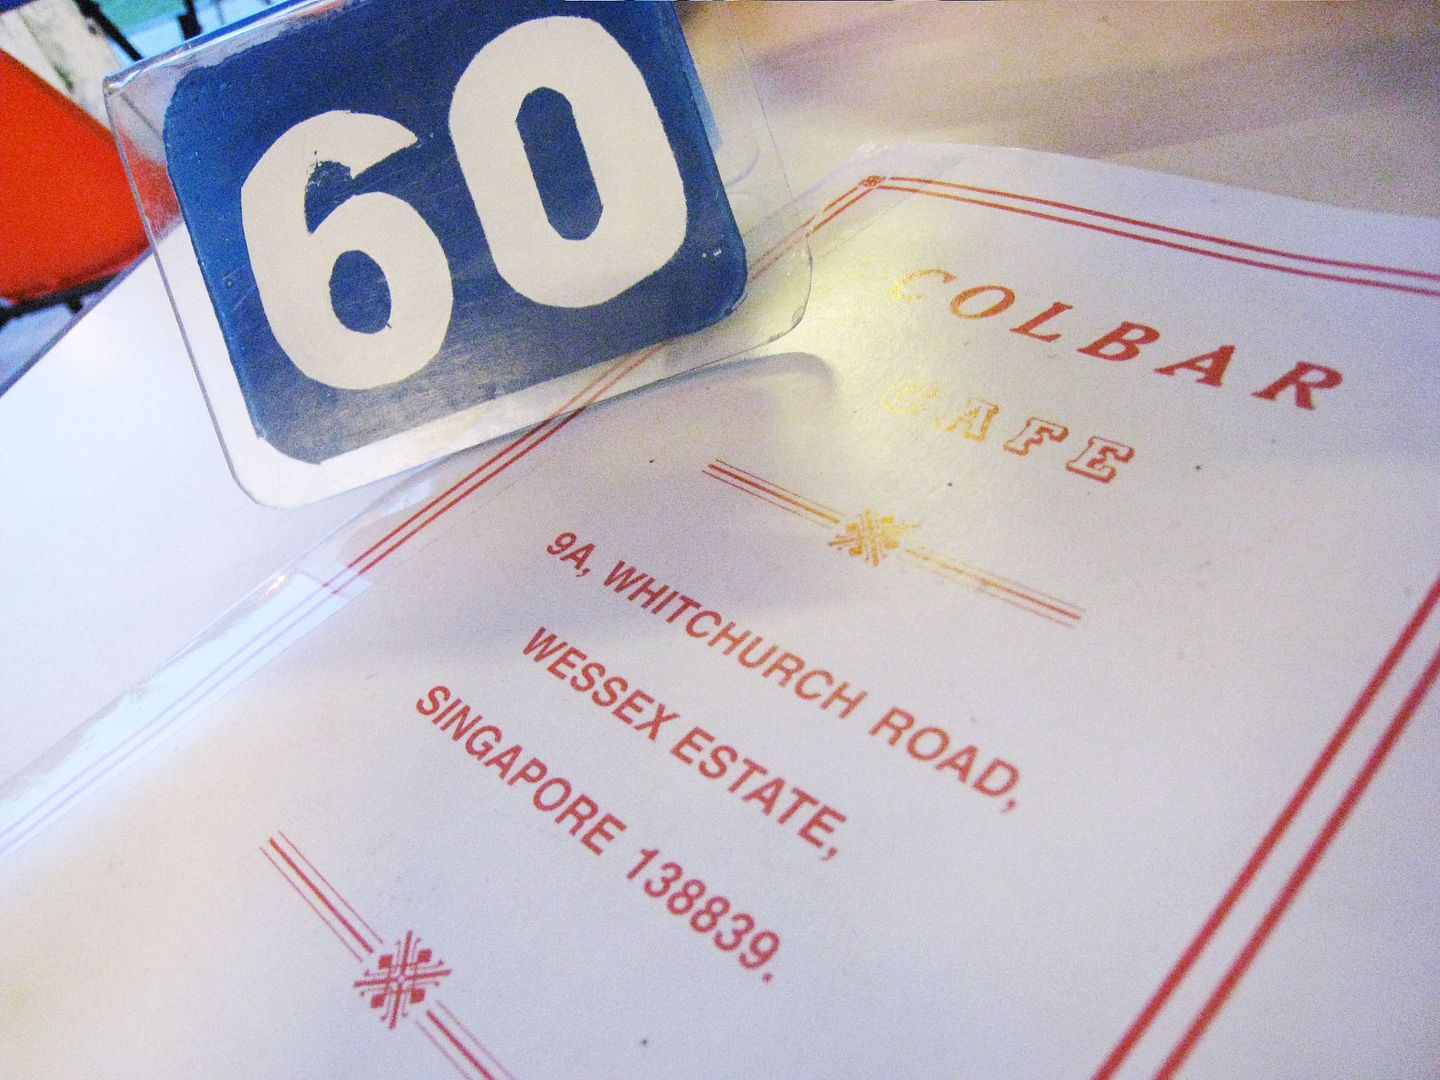 60
COLBAR
CAFE
9A, WHITCHURCH ROAD,
WESSEX ESTATE,
SINGAPORE 138839.